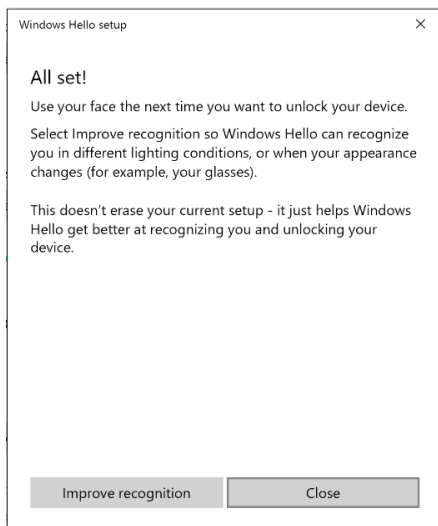 Windows Hello setup
All set!
Use your face the next time you want to unlock your device.
Select Improve recognition so Windows Hello can recognize
you in different lighting conditions, or when your appearance
changes (for example, your glasses).
This doesn't erase your current setup - it just helps Windows
Hello get better at recognizing you and unlocking your
device.
Improve recognition
Close